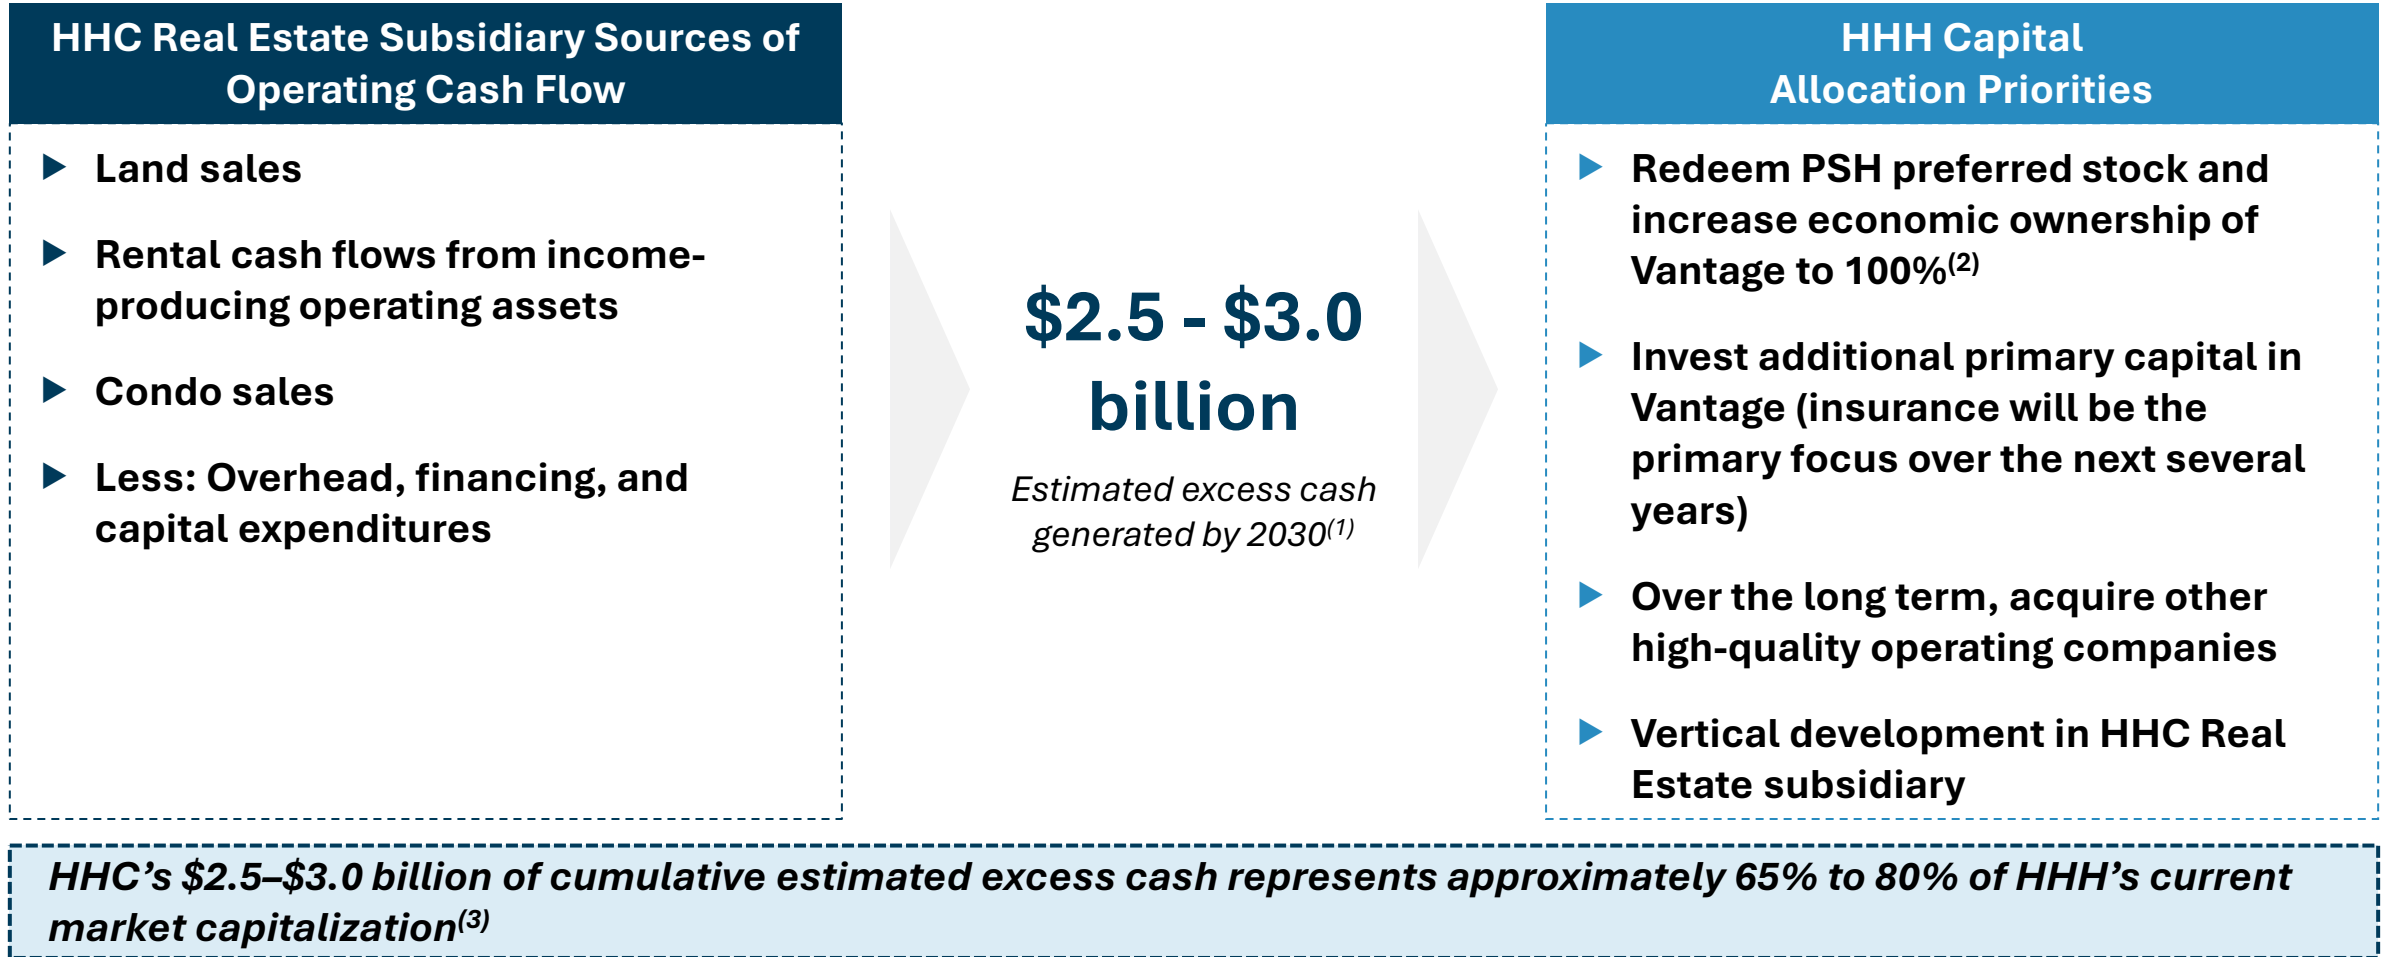 HHC Real Estate Subsidiary Sources of
Operating Cash Flow
Land sales
Rental cash flows from income-
producing operating assets
Condo sales
Less: Overhead, financing, and
capital expenditures
$2.5 - $3.0
billion
Estimated excess cash
generated by 2030(1)
HHH Capital
Allocation Priorities
Redeem PSH preferred stock and
increase economic ownership of
Vantage to 100%(2)
Invest additional primary capital in
Vantage (insurance will be the
primary focus over the next several
years)
Over the long term, acquire other
high-quality operating companies
Vertical development in HHC Real
Estate subsidiary
HHC’s $2.5–$3.0 billion of cumulative estimated excess cash represents approximately 65% to 80% of HHH’s current
market capitalization(3)